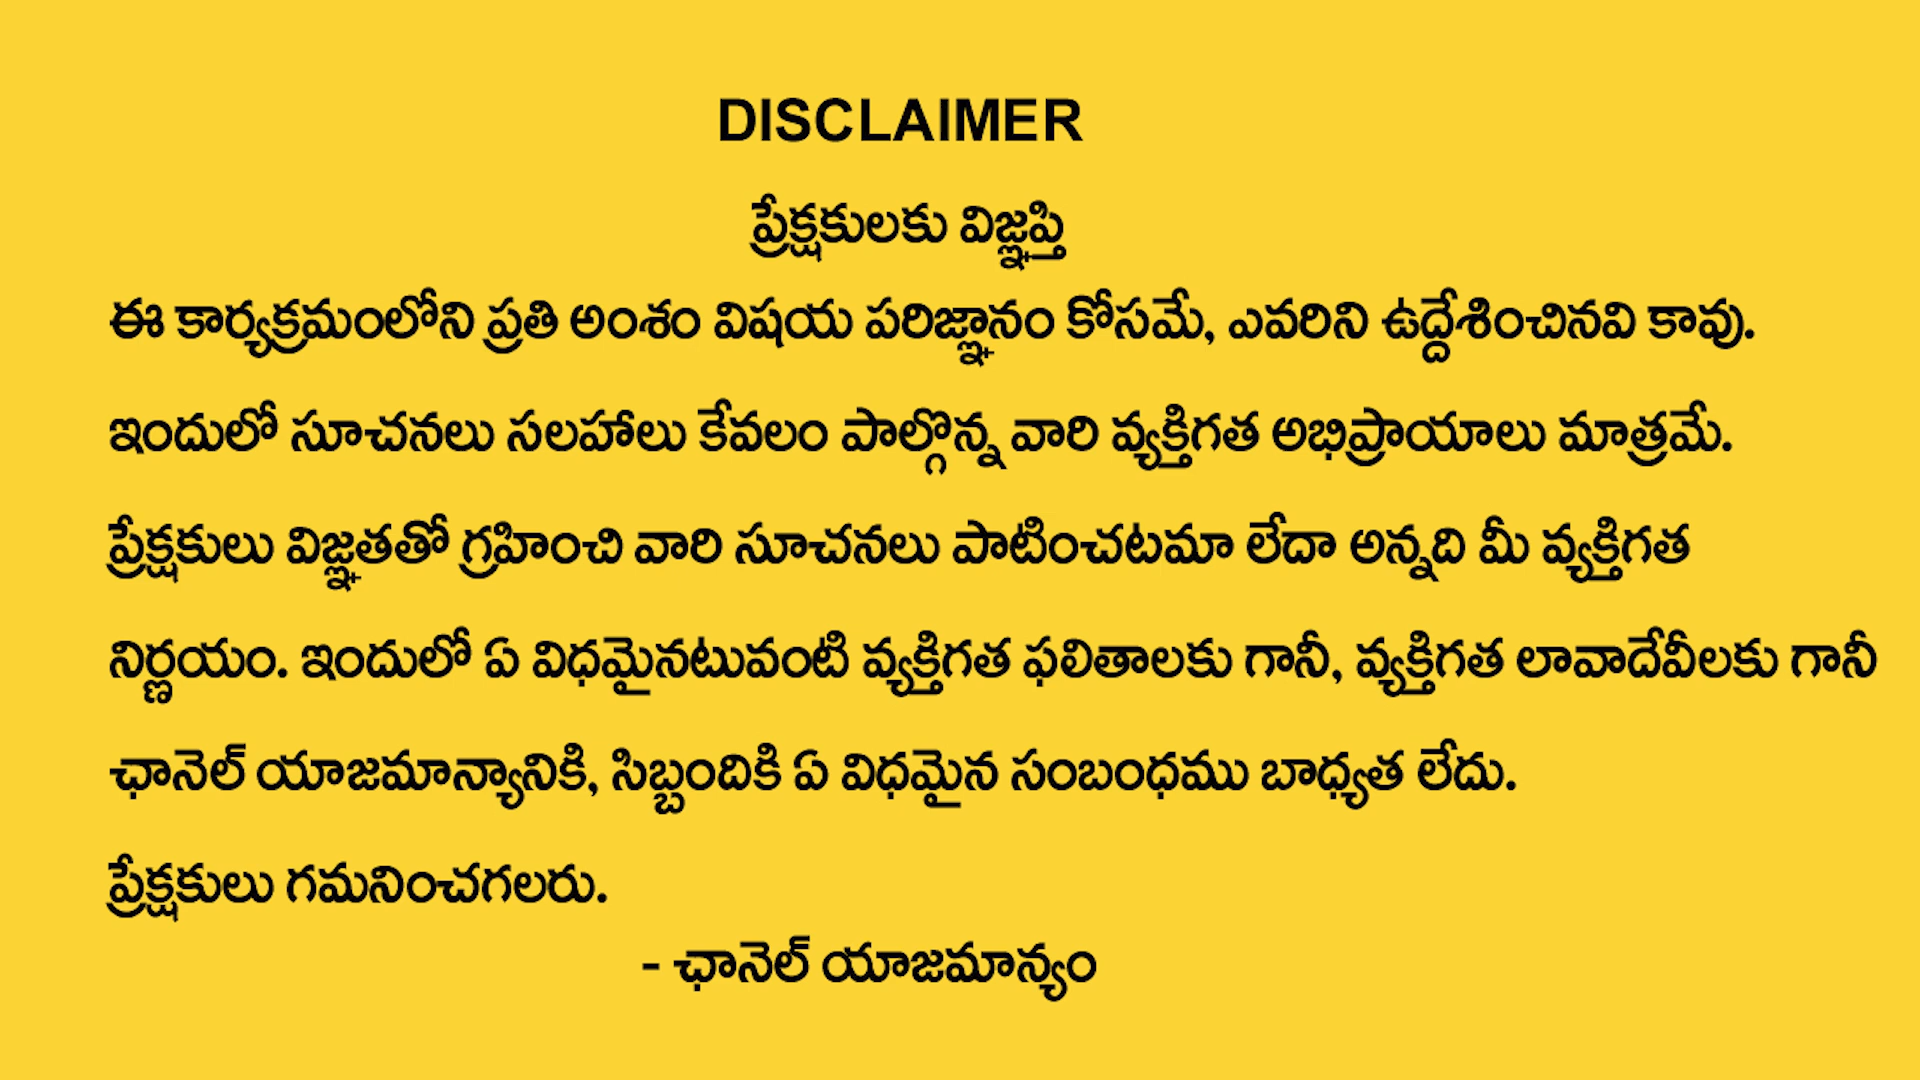 DISCLAIMER
ప్రేక్షకులకు విజ్ఞప్తి
ఈ కార్యక్రమంలోని ప్రతి అంశం విషయ పరిజ్ఞానం కోసమే, ఎవరిని ఉద్దేశించినవి కావు.
ఇందులో సూచనలు సలహాలు కేవలం పాల్గొన్న వారి వ్యక్తిగత అభిప్రాయాలు మాత్రమే.
ప్రేక్షకులు విజ్ఞతతో గ్రహించి వారి సూచనలు పాటించటమా లేదా అన్నది మీ వ్యక్తిగత
నిర్ణయం. ఇందులో ఏ విధమైనటువంటి వ్యక్తిగత ఫలితాలకు గానీ, వ్యక్తిగత లావాదేవీలకు గానీ
ఛానెల్ యాజమాన్యానికి, సిబ్బందికి ఏ విధమైన సంబంధము బాధ్యత లేదు.
ప్రేక్షకులు గమనించగలరు.
- ఛానెల్ యాజమాన్యం